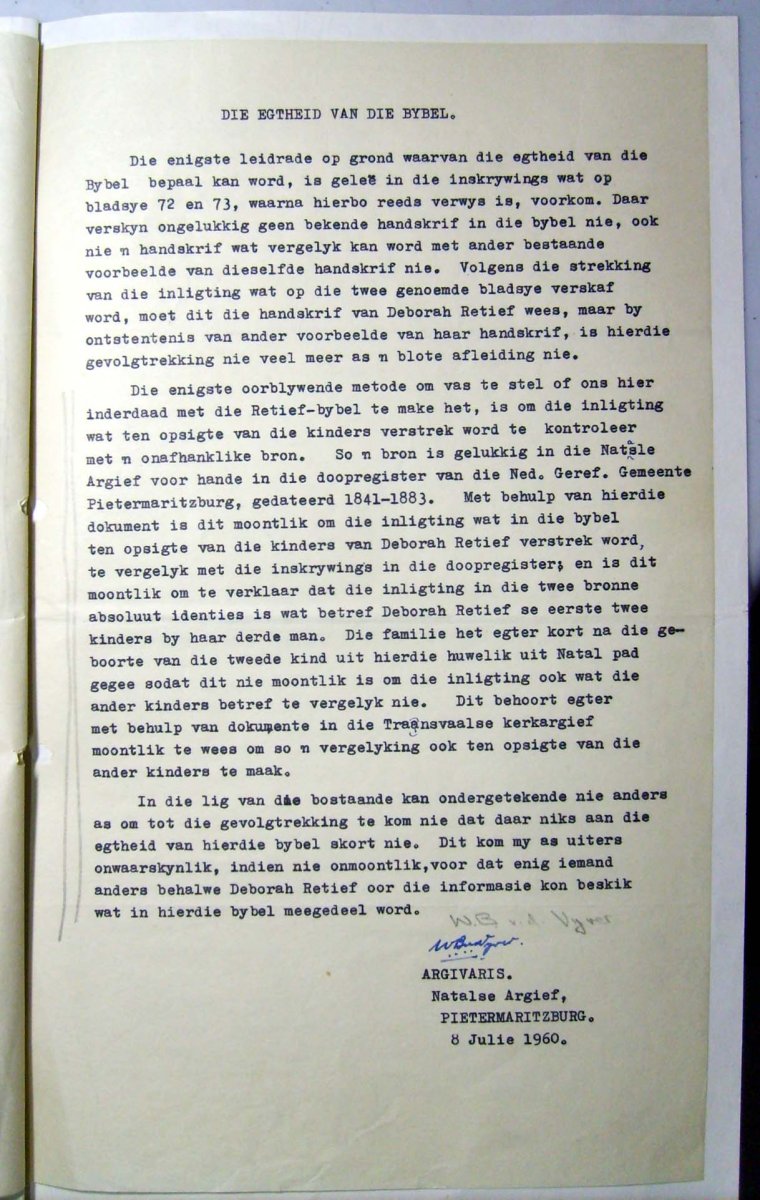 DIE EGTHEID VAN DIE BYBEL.
Die enigste leidrade op grond waarvan die egtheid van die
Bybel bepaal kan word, is geleë in die inskrywings wat op
bladsye 72 en 73, waarna hierbo reeds verwys is, voorkom. Daar
verskyn ongelukkig geen bekende handskrif in die bybel nie, ook
nie 'n handskrif wat vergelyk kan word met ander bestaande
voorbeelde van dieselfde handskrif nie. Volgens die strekking
van die inligting wat op die twee genoemde bladsye verskaf
word, moet dit die handskrif van Deborah Retief wees, maar by
ontstentenis van ander voorbeelde van haar handskrif, is hierdie
gevolgtrekking nie veel meer as 'n blote afleiding nie.
Die enigste oorblywende metode om vas te stel of ons hier
inderdaad met die Retief-bybel te make het, is om die inligting
wat ten opsigte van die kinders verstrek word te kontroleer
met 'n onafhanklike bron. So 'n bron is gelukkig in die Natsle
Argief voor hande in die doopregister van die Ned. Geref. Gemeente
Pietermaritzburg, gedateerd 1841-1883. Met behulp van hierdie
dokument is dit moontlik om die inligting wat in die bybel
ten opsigte van die kinders van Deborah Retief verstrek word,
te vergelyk met die inskrywings in die doopregister; en is dit
moontlik om te verklaar dat die inligting in die twee bronne
absoluut identies is wat betref Deborah Retief se eerste twee
kinders by haar derde man. Die familie het egter kort na die ge-
boorte van die tweede kind uit hierdie huwelik uit Natal pad
gegee sodat dit nie moontlik is om die inligting ook wat die
ander kinders betref te vergelyk nie. Dit behoort egter
met behulp van dokumente in die Traansvaalse kerkargief
moontlik te wees om so 'n vergelyking ook ten opsigte van die
ander kinders te maak.
In die lig van die bostaande kan ondergetekende nie anders
as om tot die gevolgtrekking te kom nie dat daar niks aan die
egtheid van hierdie bybel skort nie. Dit kom my as uiters
onwaarskynlik, indien nie onmoontlik,voor dat enig iemand
anders behalwe Deborah Retief oor die informasie kon beskik
wat in hierdie bybel meegedeel word.
W.B v.d. Vyver
ARGIVARIS.
Natalse Argief,
PIETERMARITZBURG.
8 Julie 1960.